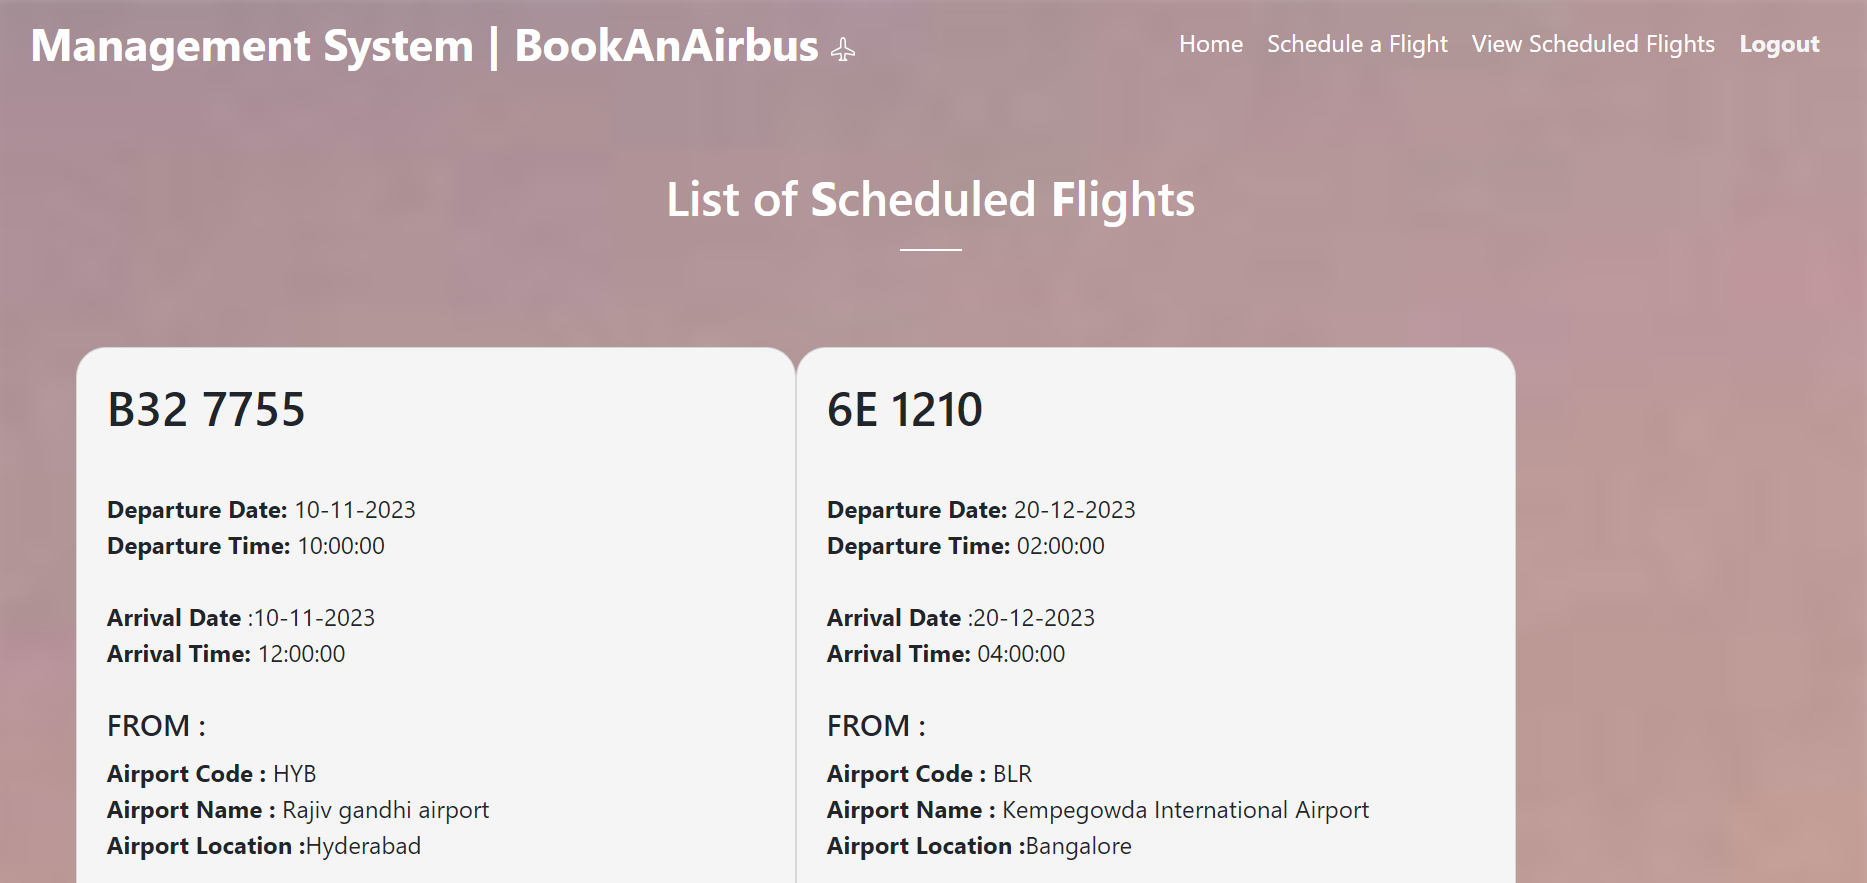 Management System | BookAnAirbus
Home Schedule a Flight View Scheduled Flights Logout
List of Scheduled Flights
B32 7755
Departure Date: 10-11-2023
Departure Time: 10:00:00
Arrival Date :10-11-2023
Arrival Time: 12:00:00
FROM :
Airport Code : HYB
Airport Name : Rajiv gandhi airport
Airport Location :Hyderabad
6E 1210
Departure Date: 20-12-2023
Departure Time: 02:00:00
Arrival Date :20-12-2023
Arrival Time: 04:00:00
FROM :
Airport Code : BLR
Airport Name : Kempegowda International Airport
Airport Location :Bangalore